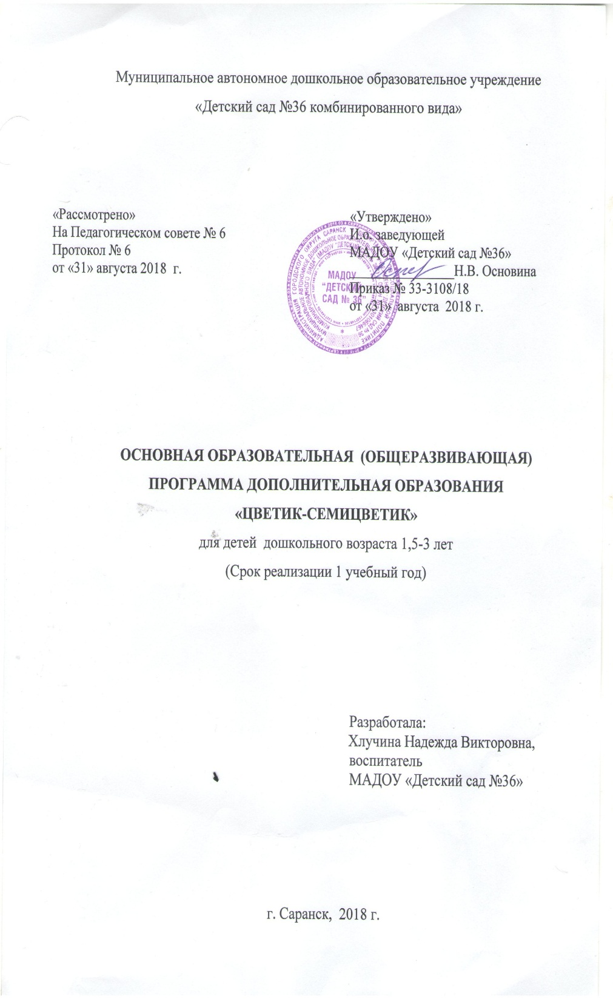 Муниципальное автономное дошкольное образовательное учреждение
«Детский сад №36 комбинированного вида»
«Рассмотрено»
На Педагогическом совете № 6
Протокол № 6
от «31» августа 2018 г.
«Утверждено»
И.о. заведующей
МАДОУ «Детский сад №36»
Н.В. Основина
Приказ № 33-3108/18
от «31» августа 2018 г.
МАДОУ
"ДЕТСКИЙ
САД № 36"
ОСНОВНАЯ ОБРАЗОВАТЕЛЬНАЯ (ОБЩЕРАЗВИВАЮЩАЯ)
ПРОГРАММА ДОПОЛНИТЕЛЬНАЯ ОБРАЗОВАНИЯ
«ЦВЕТИК-СЕМИЦВЕТИК»
для детей дошкольного возраста 1,5-3 лет
(Срок реализации 1 учебный год)
Разработала:
Хлучина Надежда Викторовна,
воспитатель
МАДОУ «Детский сад №36»
г. Саранск, 2018 г.